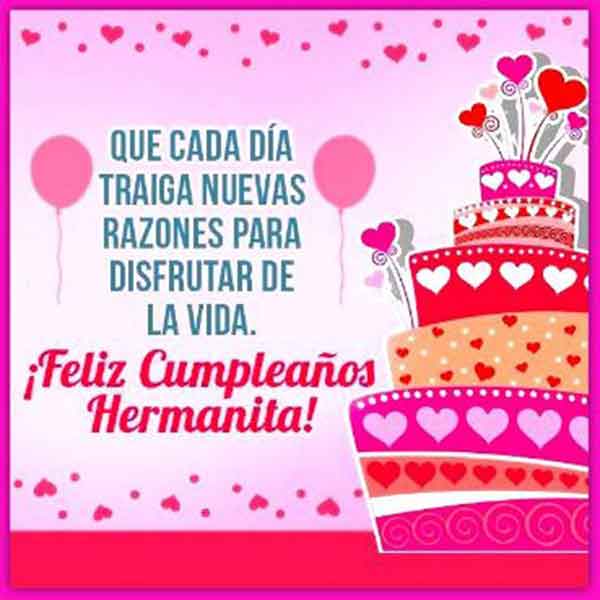 QUE CADA DÍA
TRAIGA NUEVAS
RAZONES PARA
DISFRUTAR DE
LA VIDA.
¡Feliz Cumpleaños
Hermanita!